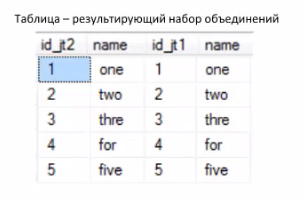 Таблица – результирующий набор объединений
id_jt2 name id_jt1 name
1 one 1 one
2 two 2 two
3 thre 3 thre
4 for 4 for
5 five 5 five